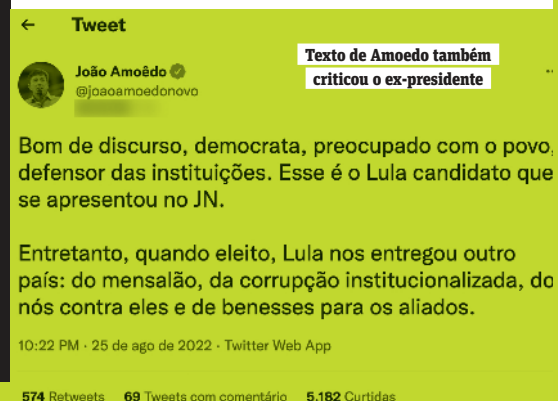 ← Tweet
Texto de Amoedo também
criticou o ex-presidente
João Amoêdo
@joaoamoedonovo
Bom de discurso, democrata, preocupado com o povo,
defensor das instituições. Esse é o Lula candidato que
se apresentou no JN.
Entretanto, quando eleito, Lula nos entregou outro
país: do mensalão, da corrupção institucionalizada, do
nós contra eles e de benesses para os aliados.
10:22 PM · 25 de ago de 2022 · Twitter Web App
574 Retweets 69 Tweets com comentário 5.182 Curtidas